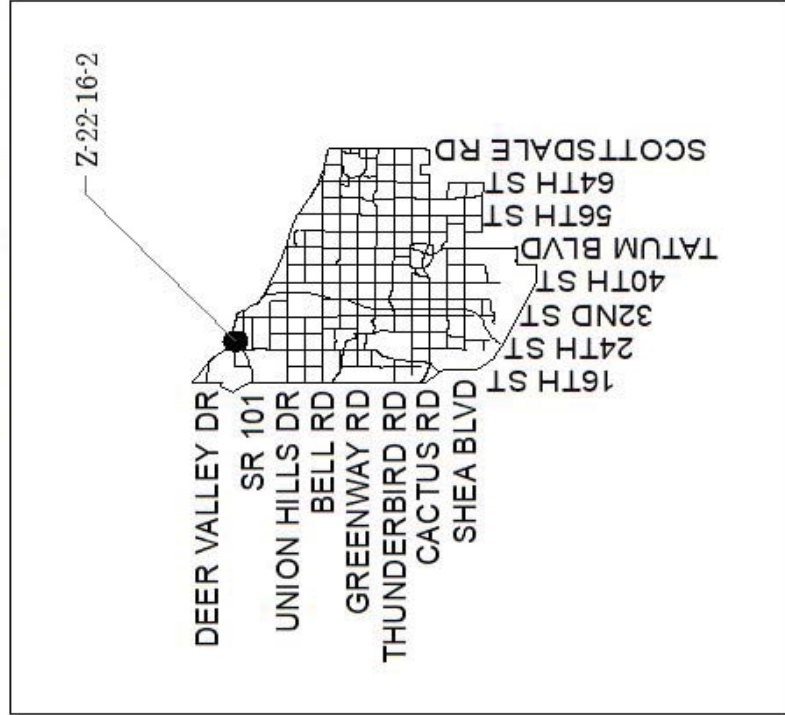 Z-22-16-2
DEER VALLEY DR
SR 101
UNION HILLS DR
BELL RD
GREENWAY RD
THUNDERBIRD RD
CACTUS RD
SHEA BLVD
16TH ST
24TH ST
32ND ST
40TH ST
TATUM BLVD
56TH ST
64TH ST
SCOTTSDALE RD